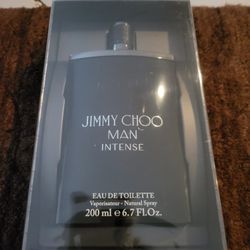 JIMMY CHOO
MAN
INTENSE
EAU DE TOILETTE
Vaporisateur - Natural Spray
200 ml ℮ 6.7 Fl.Oz.